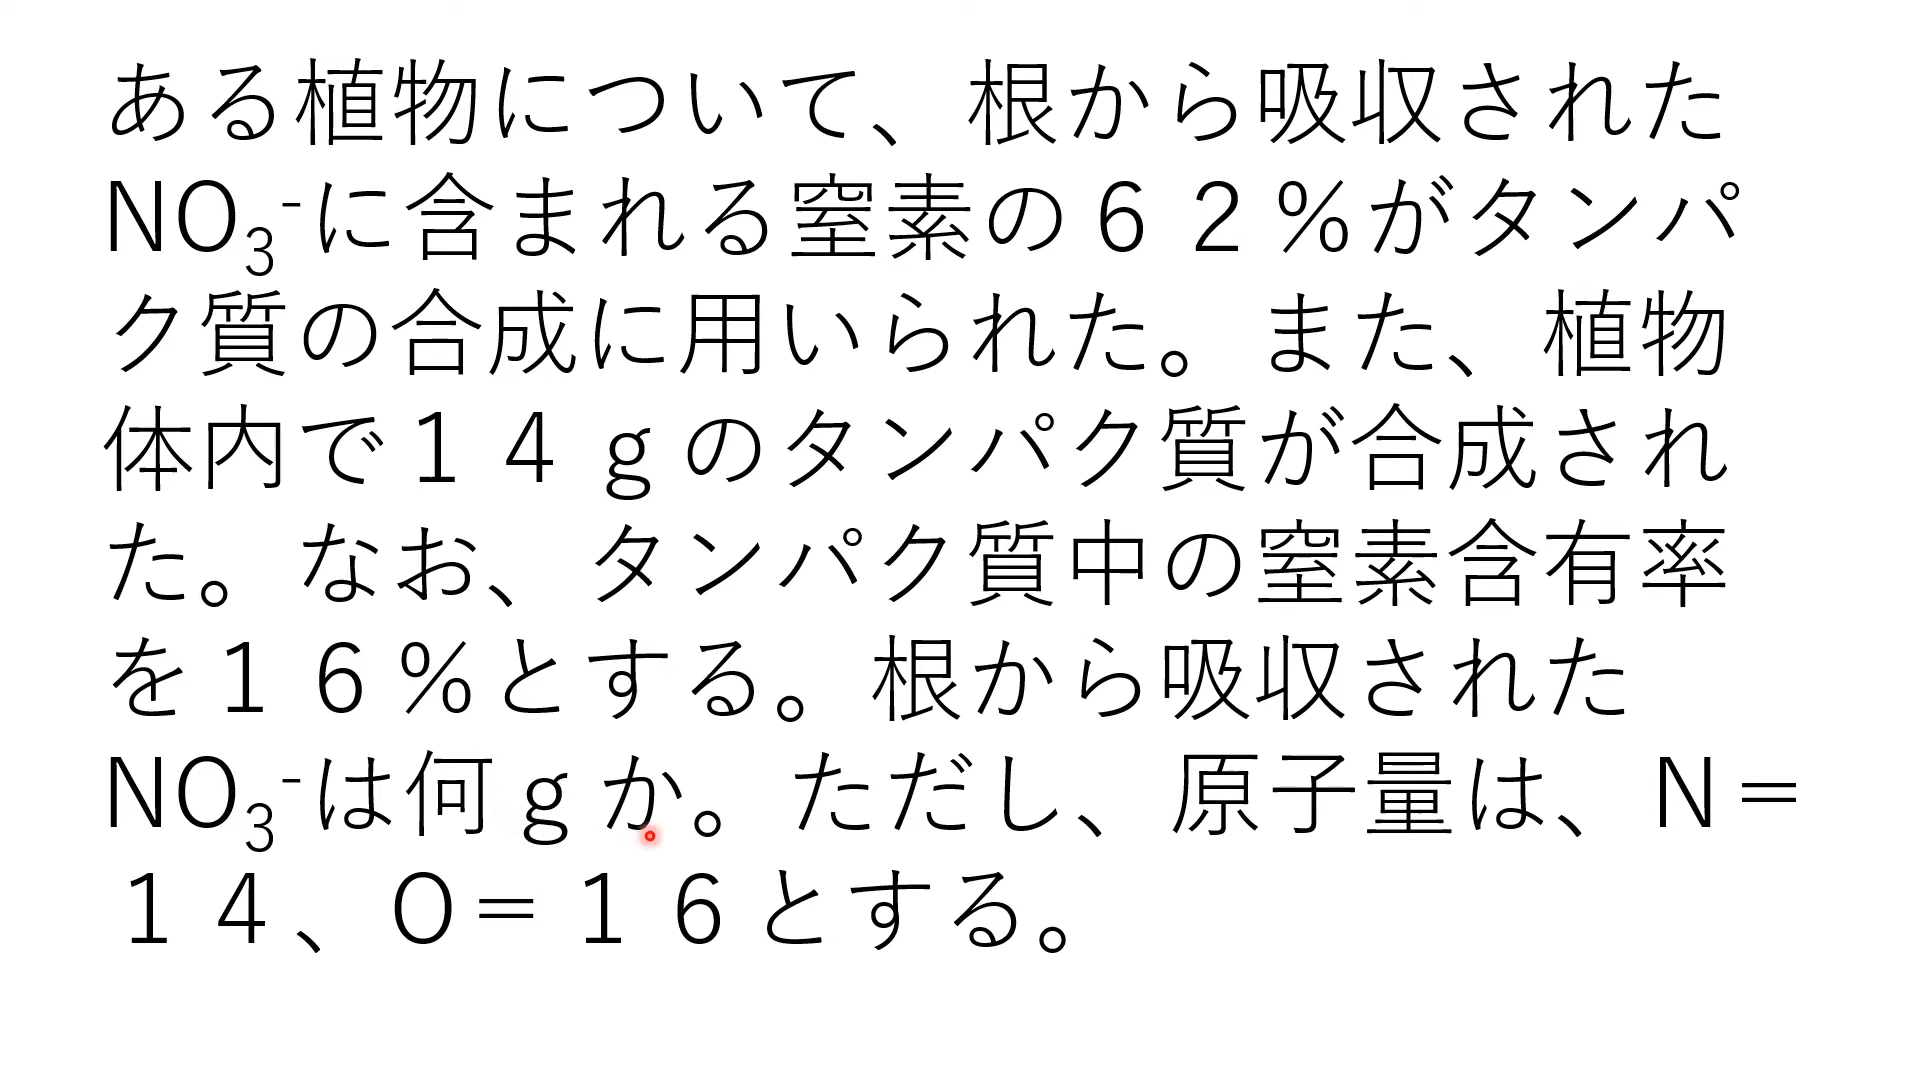 ある植物について、根から吸収された
NO₃⁻に含まれる窒素の６２％がタンパ
ク質の合成に用いられた。また、植物
体内で１４ｇのタンパク質が合成され
た。なお、タンパク質中の窒素含有率
を１６％とする。根から吸収された
NO₃⁻は何ｇか。ただし、原子量は、N＝
１４、O＝１６とする。